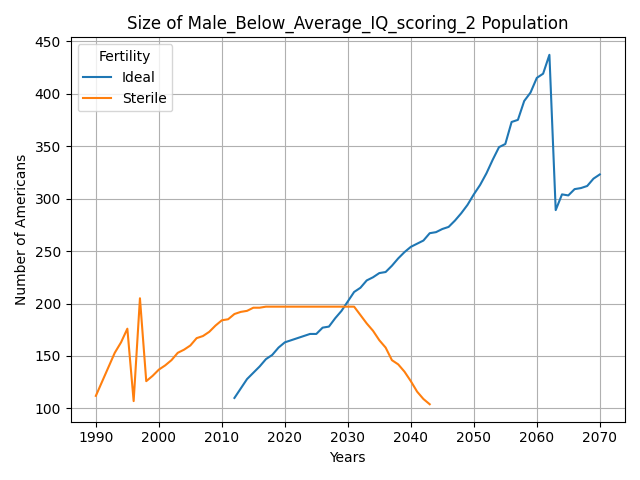 Size of Male_Below_Average_IQ_scoring_2 Population
Number of Americans
450
400
350
300
250
200
150
100
Fertility
Ideal
Sterile
1990 2000 2010 2020 2030 2040 2050 2060 2070
Years